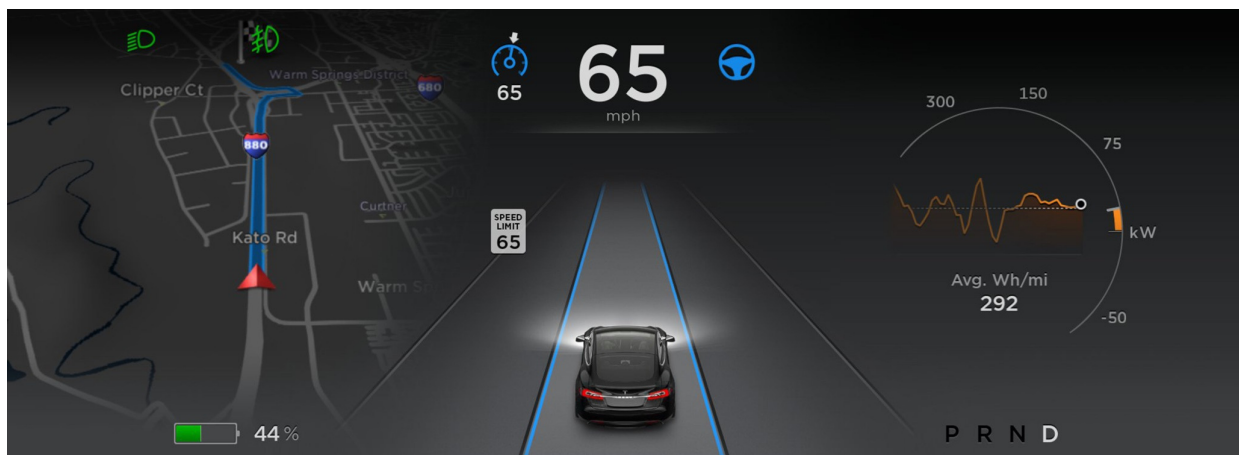 Clipper Ct
Warm Springs District
680
880
Curtner
Kato Rd
Warm
44 %
65
65
mph
SPEED
LIMIT
65
300
150
75
kW
-50
Avg. Wh/mi
292
P R N D